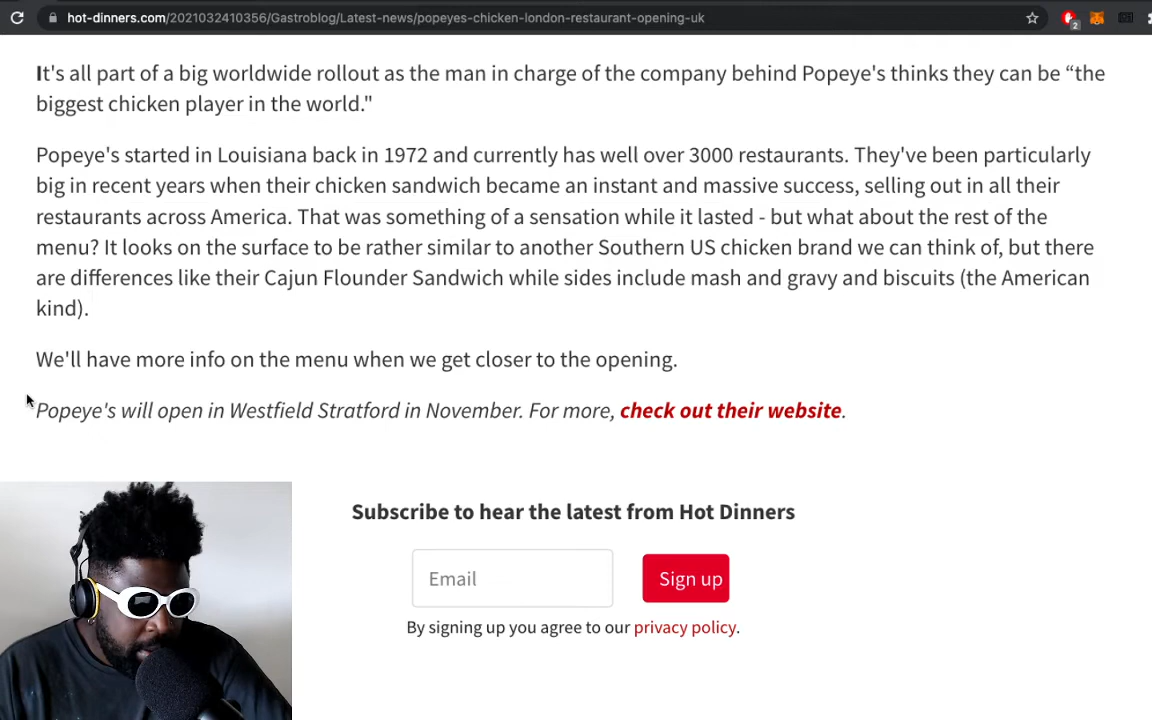 hot-dinners.com/2021032410356/Gastroblog/Latest-news/popeyes-chicken-london-restaurant-opening-uk
2
It's all part of a big worldwide rollout as the man in charge of the company behind Popeye's thinks they can be “the
biggest chicken player in the world."
Popeye's started in Louisiana back in 1972 and currently has well over 3000 restaurants. They've been particularly
big in recent years when their chicken sandwich became an instant and massive success, selling out in all their
restaurants across America. That was something of a sensation while it lasted - but what about the rest of the
menu? It looks on the surface to be rather similar to another Southern US chicken brand we can think of, but there
are differences like their Cajun Flounder Sandwich while sides include mash and gravy and biscuits (the American
kind).
We'll have more info on the menu when we get closer to the opening.
Popeye's will open in Westfield Stratford in November. For more, check out their website.
Subscribe to hear the latest from Hot Dinners
Email
Sign up
By signing up you agree to our privacy policy.